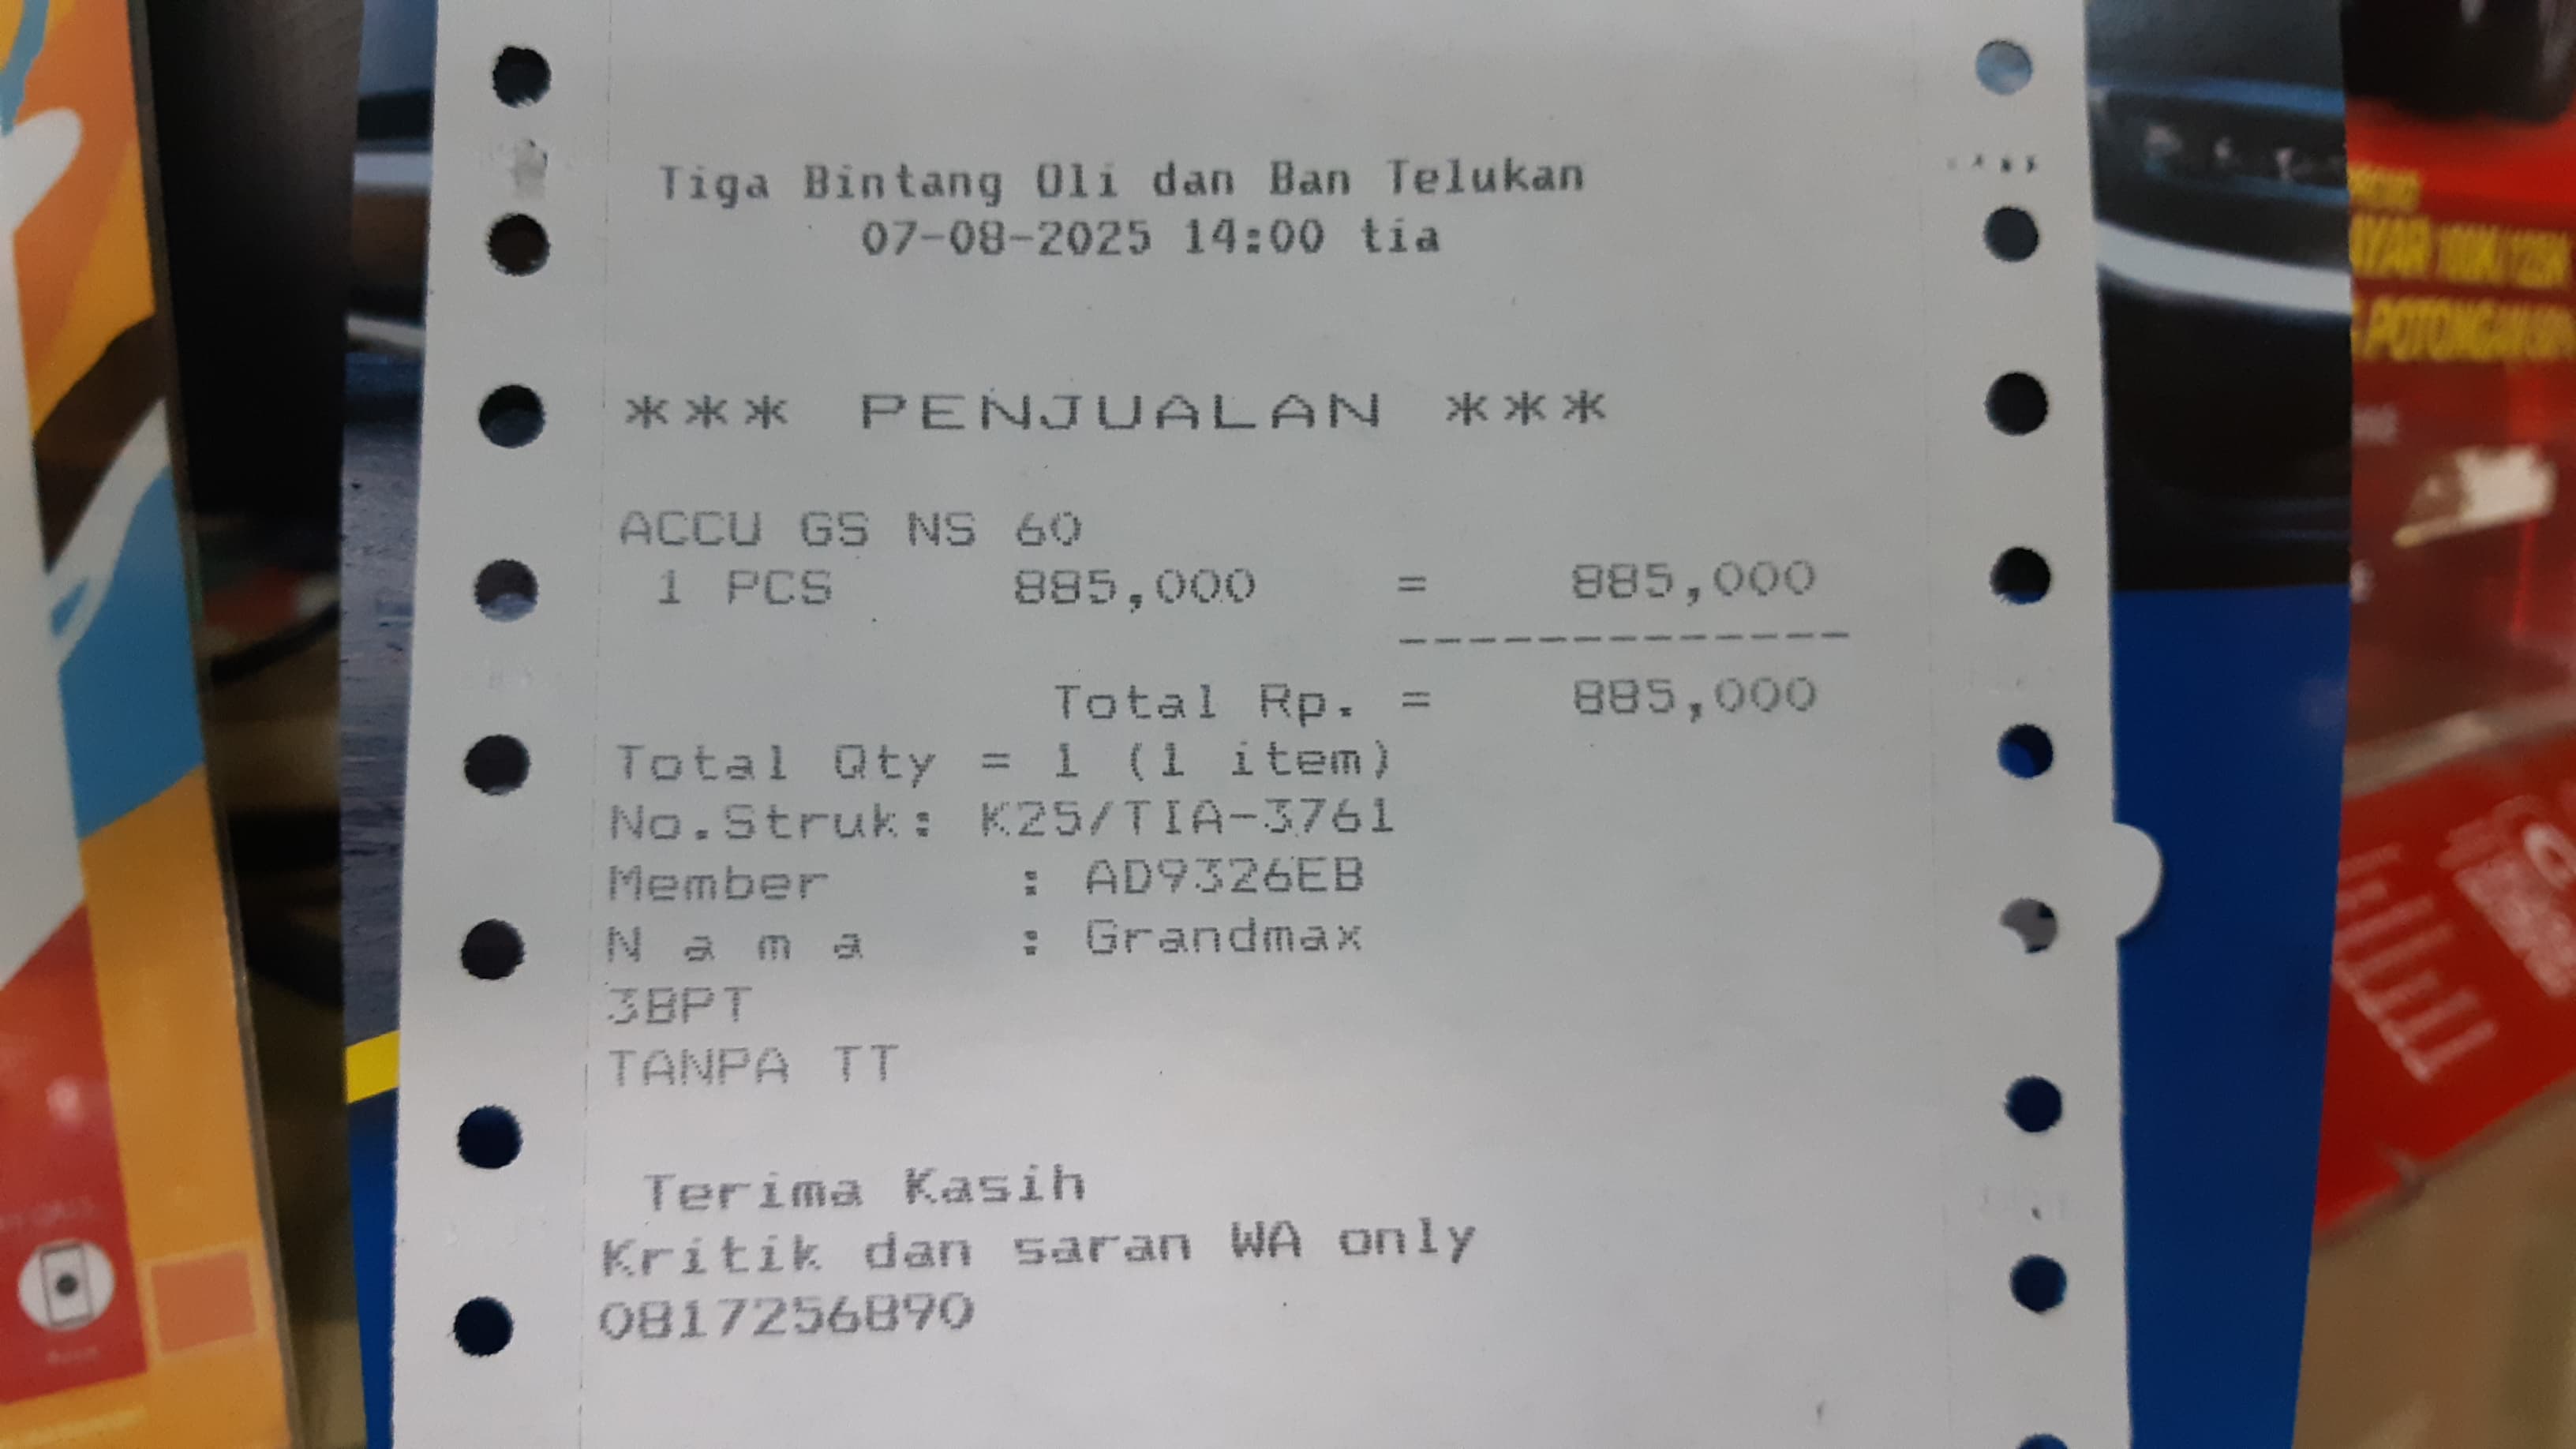 Tiga Bintang Oli dan Ban Telukan
07-08-2025 14:00 tia
*** PENJUALAN ***
ACCU GS NS 60
1 PCS 885,000 = 885,000
-------------
Total Rp. = 885,000
Total Qty = 1 (1 item)
No.Struk: K25/TIA-3761
Member : AD9326EB
N a m a : Grandmax
3BPT
TANPA TT
Terima Kasih
Kritik dan saran WA only
0817256890
POTONGAN